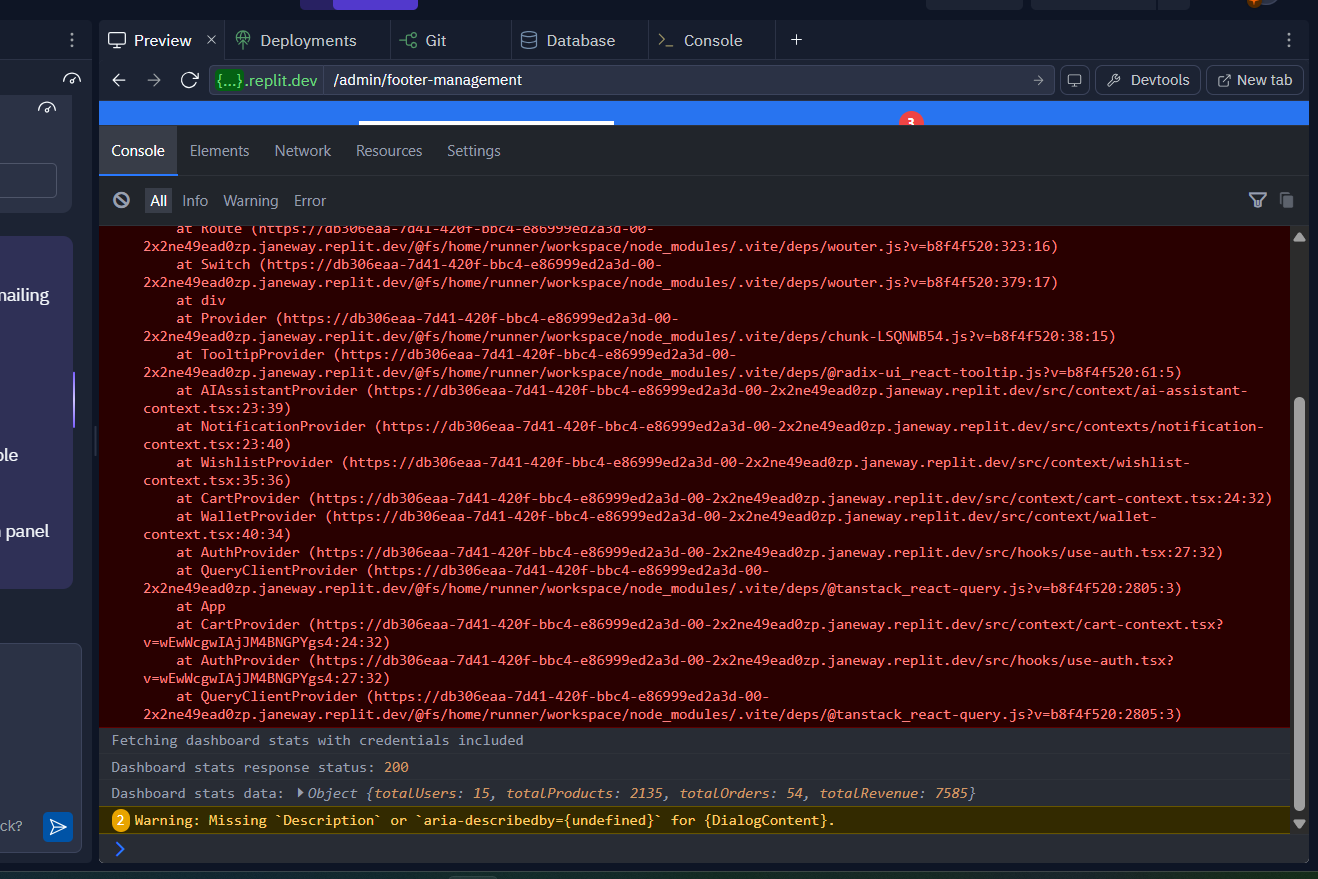 Preview
Deployments
Git
Database
Console
{...}.replit.dev
/admin/footer-management
Devtools
New tab
3
Console
Elements
Network
Resources
Settings
All
Info
Warning
Error
at Route (https://db306eaa-7d41-420f-bbc4-e86999ed2a3d-00-
2x2ne49ead0zp.janeway.replit.dev/@fs/home/runner/workspace/node_modules/.vite/deps/wouter.js?v=b8f4f520:323:16)
at Switch (https://db306eaa-7d41-420f-bbc4-e86999ed2a3d-00-
2x2ne49ead0zp.janeway.replit.dev/@fs/home/runner/workspace/node_modules/.vite/deps/wouter.js?v=b8f4f520:379:17)
at div
at Provider (https://db306eaa-7d41-420f-bbc4-e86999ed2a3d-00-
2x2ne49ead0zp.janeway.replit.dev/@fs/home/runner/workspace/node_modules/.vite/deps/chunk-LSQNWB54.js?v=b8f4f520:38:15)
at TooltipProvider (https://db306eaa-7d41-420f-bbc4-e86999ed2a3d-00-
2x2ne49ead0zp.janeway.replit.dev/@fs/home/runner/workspace/node_modules/.vite/deps/@radix-ui_react-tooltip.js?v=b8f4f520:61:5)
at AIAssistantProvider (https://db306eaa-7d41-420f-bbc4-e86999ed2a3d-00-2x2ne49ead0zp.janeway.replit.dev/src/context/ai-assistant-
context.tsx:23:39)
at NotificationProvider (https://db306eaa-7d41-420f-bbc4-e86999ed2a3d-00-2x2ne49ead0zp.janeway.replit.dev/src/contexts/notification-
context.tsx:23:40)
at WishlistProvider (https://db306eaa-7d41-420f-bbc4-e86999ed2a3d-00-2x2ne49ead0zp.janeway.replit.dev/src/context/wishlist-
context.tsx:35:36)
at CartProvider (https://db306eaa-7d41-420f-bbc4-e86999ed2a3d-00-2x2ne49ead0zp.janeway.replit.dev/src/context/cart-context.tsx:24:32)
at WalletProvider (https://db306eaa-7d41-420f-bbc4-e86999ed2a3d-00-2x2ne49ead0zp.janeway.replit.dev/src/context/wallet-
context.tsx:40:34)
at AuthProvider (https://db306eaa-7d41-420f-bbc4-e86999ed2a3d-00-2x2ne49ead0zp.janeway.replit.dev/src/hooks/use-auth.tsx:27:32)
at QueryClientProvider (https://db306eaa-7d41-420f-bbc4-e86999ed2a3d-00-
2x2ne49ead0zp.janeway.replit.dev/@fs/home/runner/workspace/node_modules/.vite/deps/@tanstack_react-query.js?v=b8f4f520:2805:3)
at App
at CartProvider (https://db306eaa-7d41-420f-bbc4-e86999ed2a3d-00-2x2ne49ead0zp.janeway.replit.dev/src/context/cart-context.tsx?
v=wEwWcgwIAjJM4BNGPYgs4:24:32)
at AuthProvider (https://db306eaa-7d41-420f-bbc4-e86999ed2a3d-00-2x2ne49ead0zp.janeway.replit.dev/src/hooks/use-auth.tsx?
v=wEwWcgwIAjJM4BNGPYgs4:27:32)
at QueryClientProvider (https://db306eaa-7d41-420f-bbc4-e86999ed2a3d-00-
2x2ne49ead0zp.janeway.replit.dev/@fs/home/runner/workspace/node_modules/.vite/deps/@tanstack_react-query.js?v=b8f4f520:2805:3)
Fetching dashboard stats with credentials included
Dashboard stats response status: 200
Dashboard stats data: Object {totalUsers: 15, totalProducts: 2135, totalOrders: 54, totalRevenue: 7585}
2 Warning: Missing `Description` or `aria-describedby={undefined}` for {DialogContent}.
panel